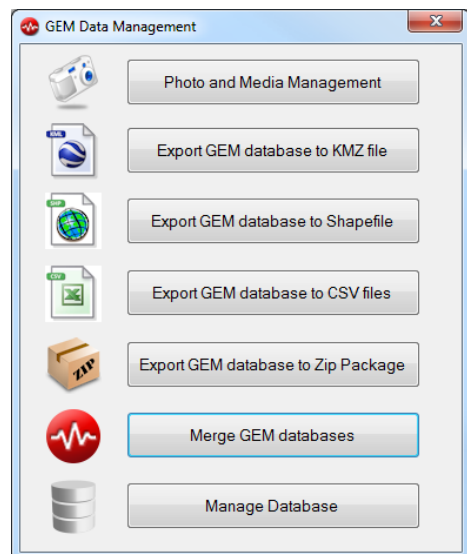 GEM Data Management
Photo and Media Management
KML
Export GEM database to KMZ file
SHP
Export GEM database to Shapefile
CSV
Export GEM database to CSV files
ZIP
Export GEM database to Zip Package
Merge GEM databases
Manage Database